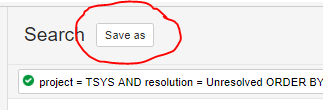 Search Save as
project = TSYS AND resolution = Unresolved ORDER BY